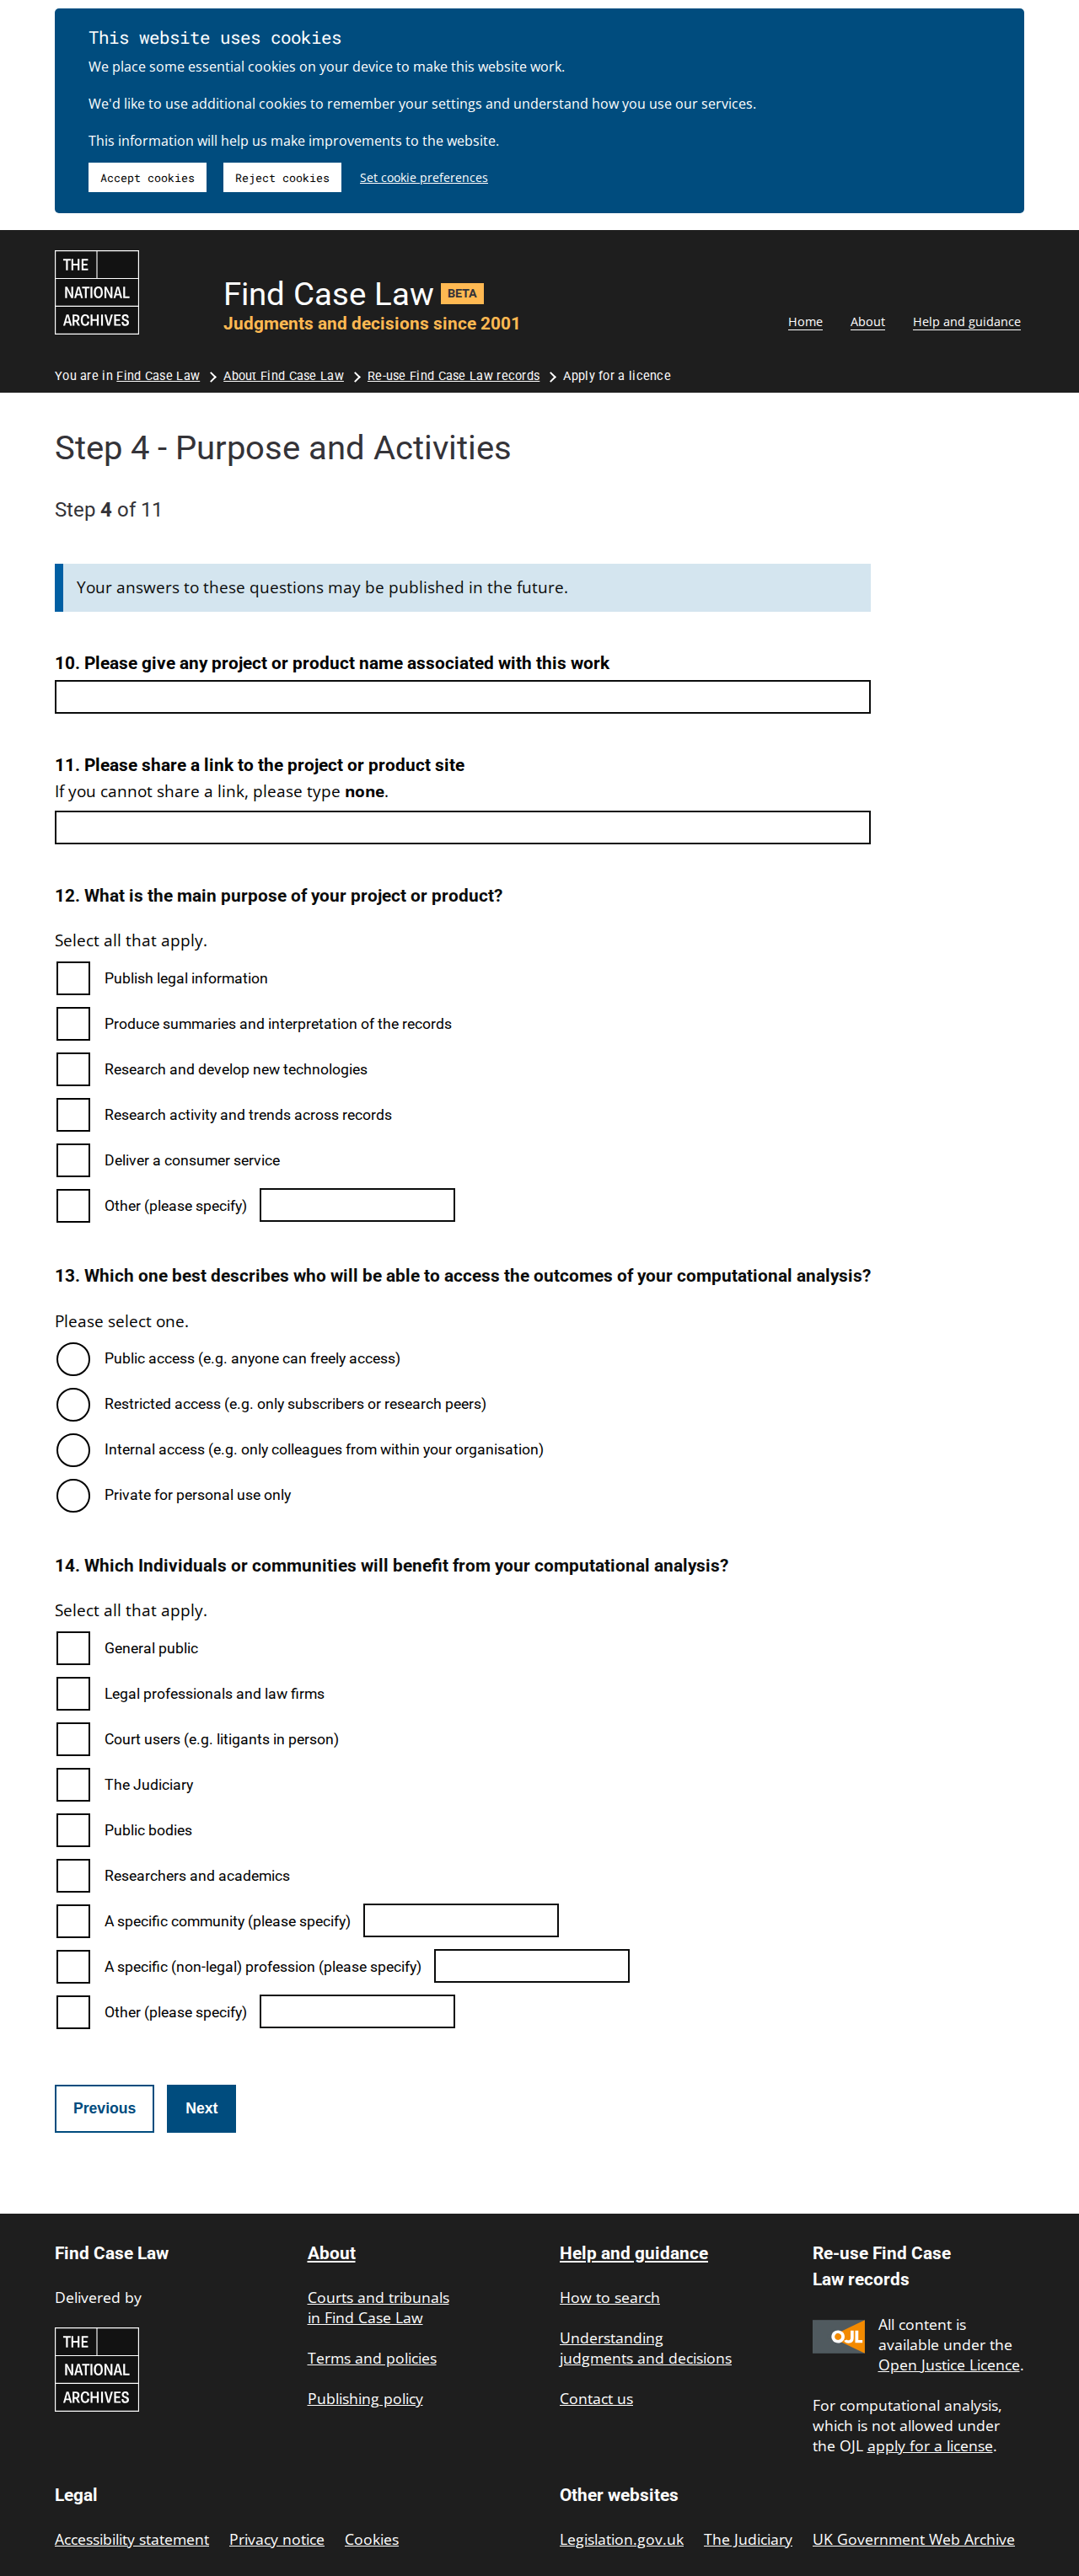 This website uses cookies
We place some essential cookies on your device to make this website work.
We'd like to use additional cookies to remember your settings and understand how you use our services.
This information will help us make improvements to the website.
Accept cookies Reject cookies Set cookie preferences
THE
NATIONAL
ARCHIVES
Find Case Law BETA
Judgments and decisions since 2001
Home About Help and guidance
You are in Find Case Law > About Find Case Law > Re-use Find Case Law records > Apply for a licence
Step 4 - Purpose and Activities
Step 4 of 11
Your answers to these questions may be published in the future.
10. Please give any project or product name associated with this work
11. Please share a link to the project or product site
If you cannot share a link, please type none.
12. What is the main purpose of your project or product?
Select all that apply.
Publish legal information
Produce summaries and interpretation of the records
Research and develop new technologies
Research activity and trends across records
Deliver a consumer service
Other (please specify)
13. Which one best describes who will be able to access the outcomes of your computational analysis?
Please select one.
Public access (e.g. anyone can freely access)
Restricted access (e.g. only subscribers or research peers)
Internal access (e.g. only colleagues from within your organisation)
Private for personal use only
14. Which Individuals or communities will benefit from your computational analysis?
Select all that apply.
General public
Legal professionals and law firms
Court users (e.g. litigants in person)
The Judiciary
Public bodies
Researchers and academics
A specific community (please specify)
A specific (non-legal) profession (please specify)
Other (please specify)
Previous Next
Find Case Law
Delivered by
THE
NATIONAL
ARCHIVES
About
Courts and tribunals
in Find Case Law
Terms and policies
Publishing policy
Help and guidance
How to search
Understanding
judgments and decisions
Contact us
Re-use Find Case
Law records
OJL
All content is
available under the
Open Justice Licence.
For computational analysis,
which is not allowed under
the OJL apply for a license.
Legal
Accessibility statement Privacy notice Cookies
Other websites
Legislation.gov.uk The Judiciary UK Government Web Archive